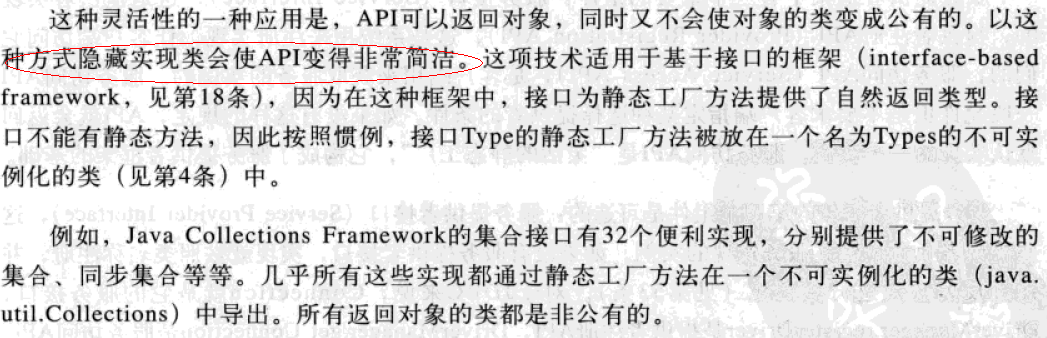 这种灵活性的一种应用是，API可以返回对象，同时又不会使对象的类变成公有的。以这
种方式隐藏实现类会使API变得非常简洁。这项技术适用于基于接口的框架（interface-based
framework，见第18条），因为在这种框架中，接口为静态工厂方法提供了自然返回类型。接
口不能有静态方法，因此按照惯例，接口Type的静态工厂方法被放在一个名为Types的不可实
例化的类（见第4条）中。
例如，Java Collections Framework的集合接口有32个便利实现，分别提供了不可修改的
集合、同步集合等等。几乎所有这些实现都通过静态工厂方法在一个不可实例化的类（java.
util.Collections）中导出。所有返回对象的类都是非公有的。